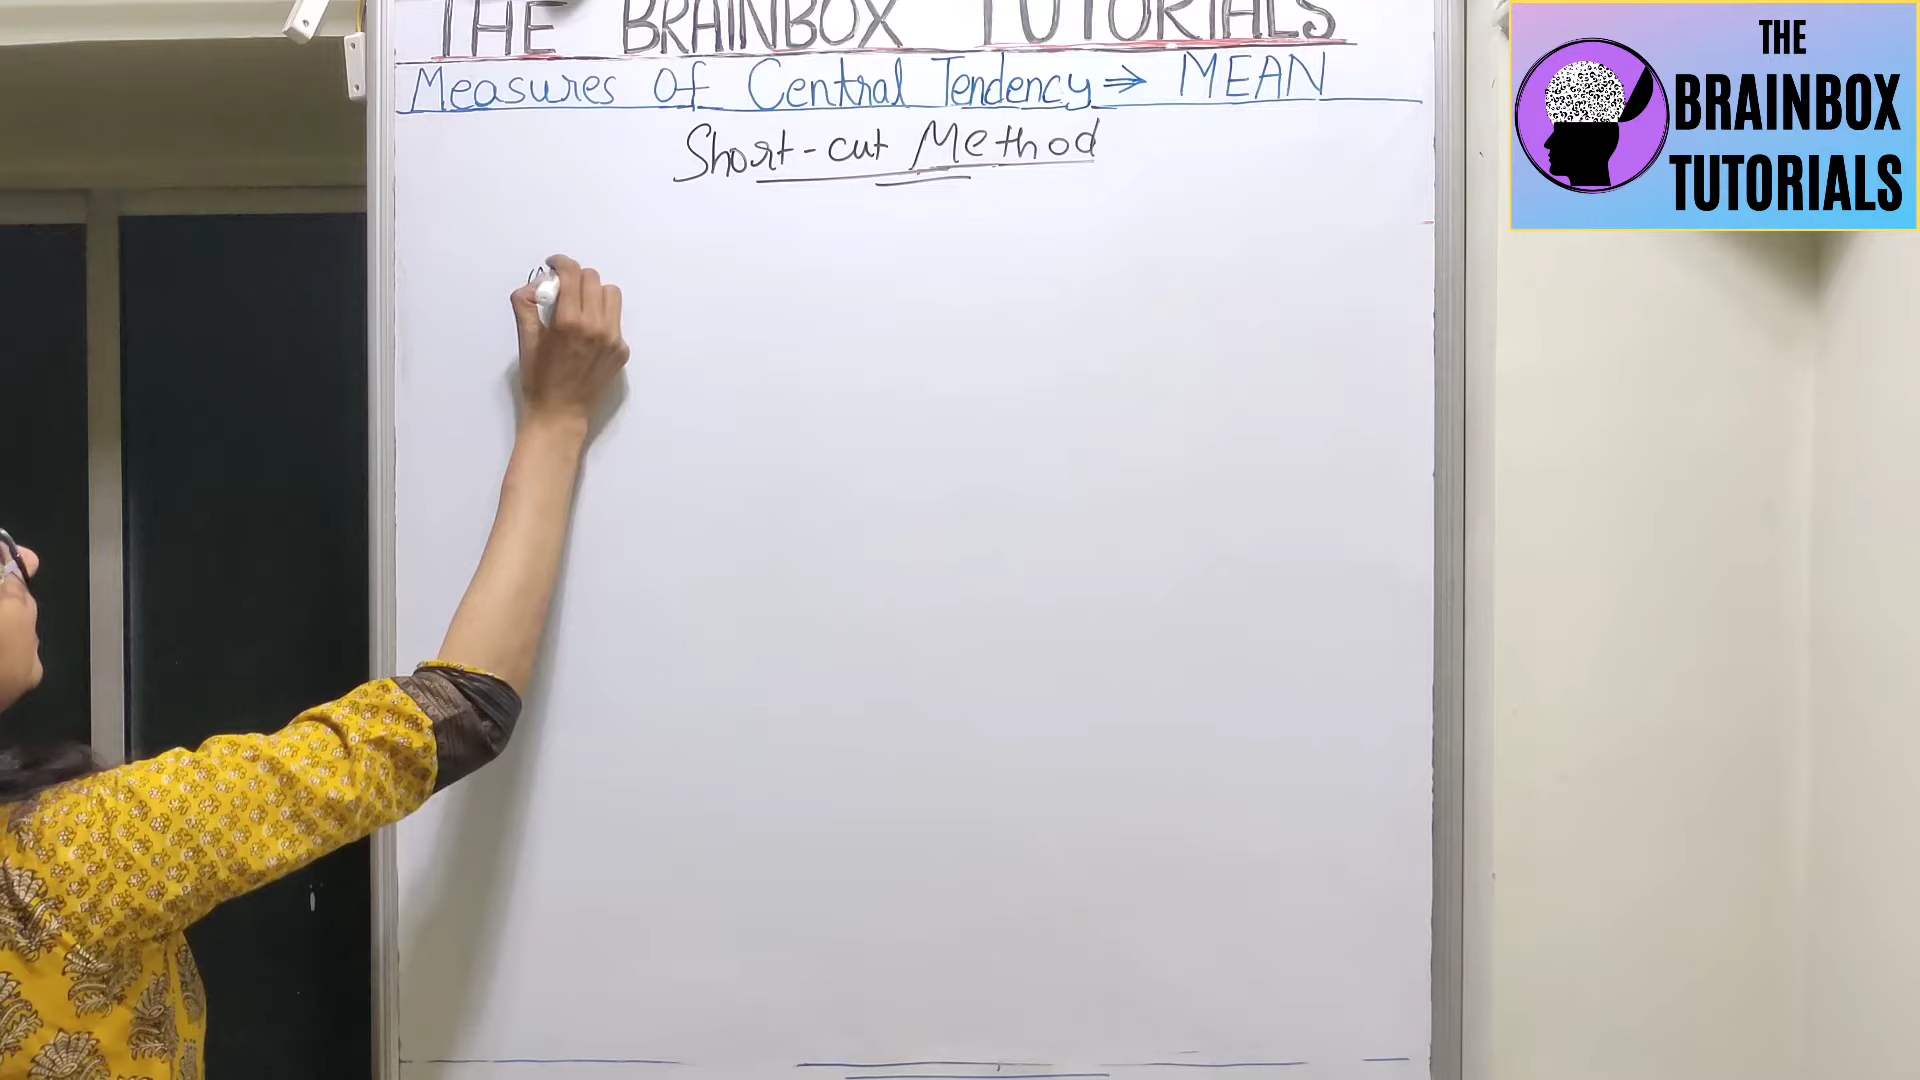 THE BRAINBOX TUTORIALS
Measures Of Central Tendency ⇒ MEAN
Short-cut Method
THE
BRAINBOX
TUTORIALS